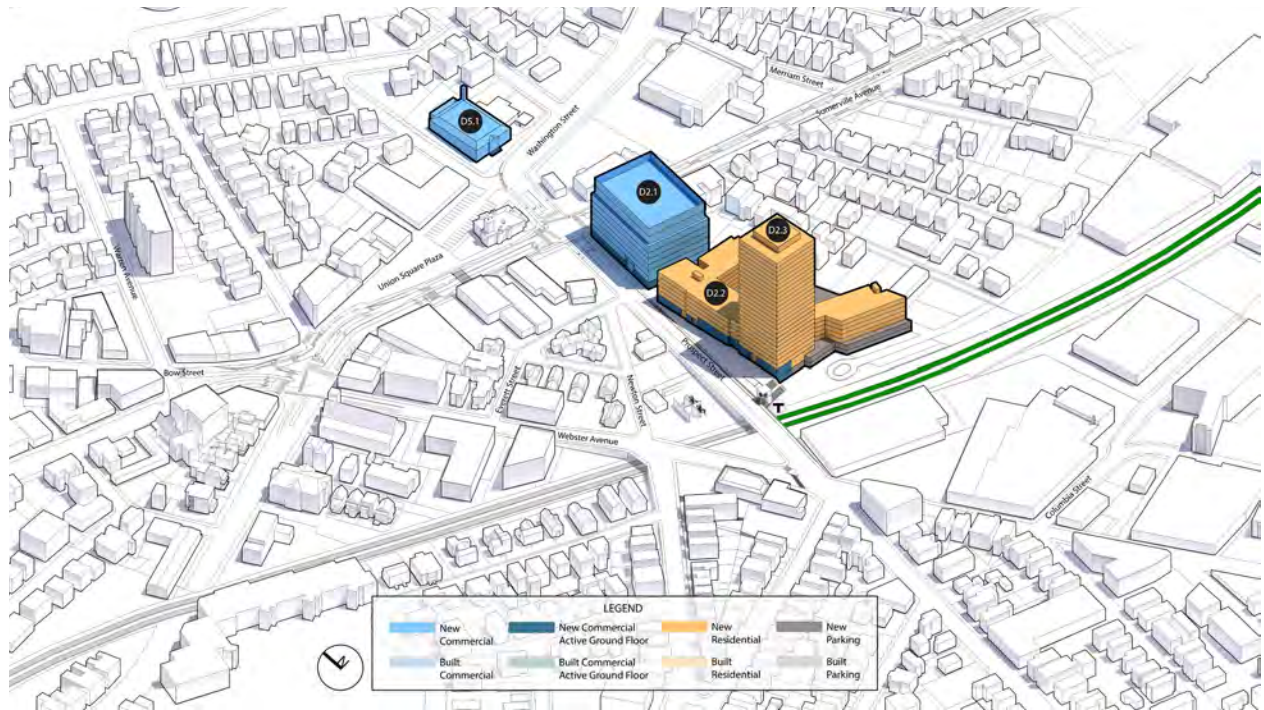 D5.1
Washington Street
Merriam Street
Somerville Avenue
D2.1
D2.3
D2.2
Warren Avenue
Union Square Plaza
Prospect Street
Bow Street
Everett Street
Newton Street
T
Webster Avenue
Columbia Street
LEGEND
New
Commercial
New Commercial
Active Ground Floor
New
Residential
New
Parking
Built
Commercial
Built Commercial
Active Ground Floor
Built
Residential
Built
Parking
N